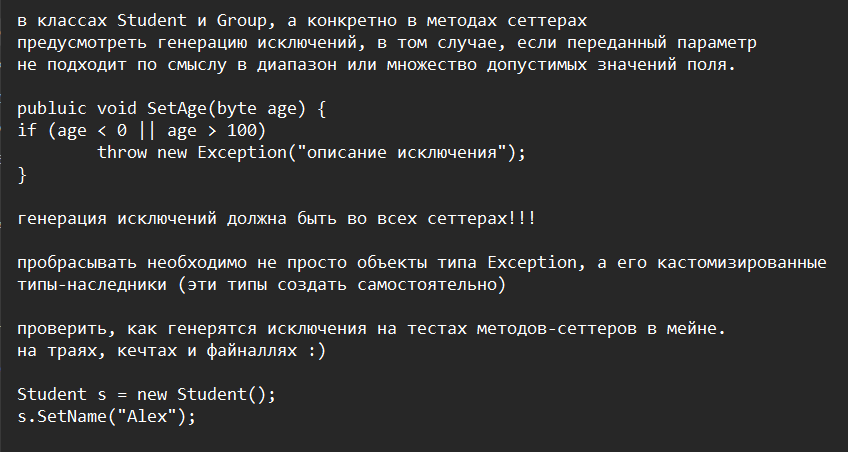 в классах Student и Group, а конкретно в методах сеттерах
предусмотреть генерацию исключений, в том случае, если переданный параметр
не подходит по смыслу в диапазон или множество допустимых значений поля.
publuic void SetAge(byte age) {
if (age < 0 || age > 100)
throw new Exception("описание исключения");
}
генерация исключений должна быть во всех сеттерах!!!
пробрасывать необходимо не просто объекты типа Exception, а его кастомизированные
типы-наследники (эти типы создать самостоятельно)
проверить, как генерятся исключения на тестах методов-сеттеров в мейне.
на траях, кечтах и файналлях :)
Student s = new Student();
s.SetName("Alex");